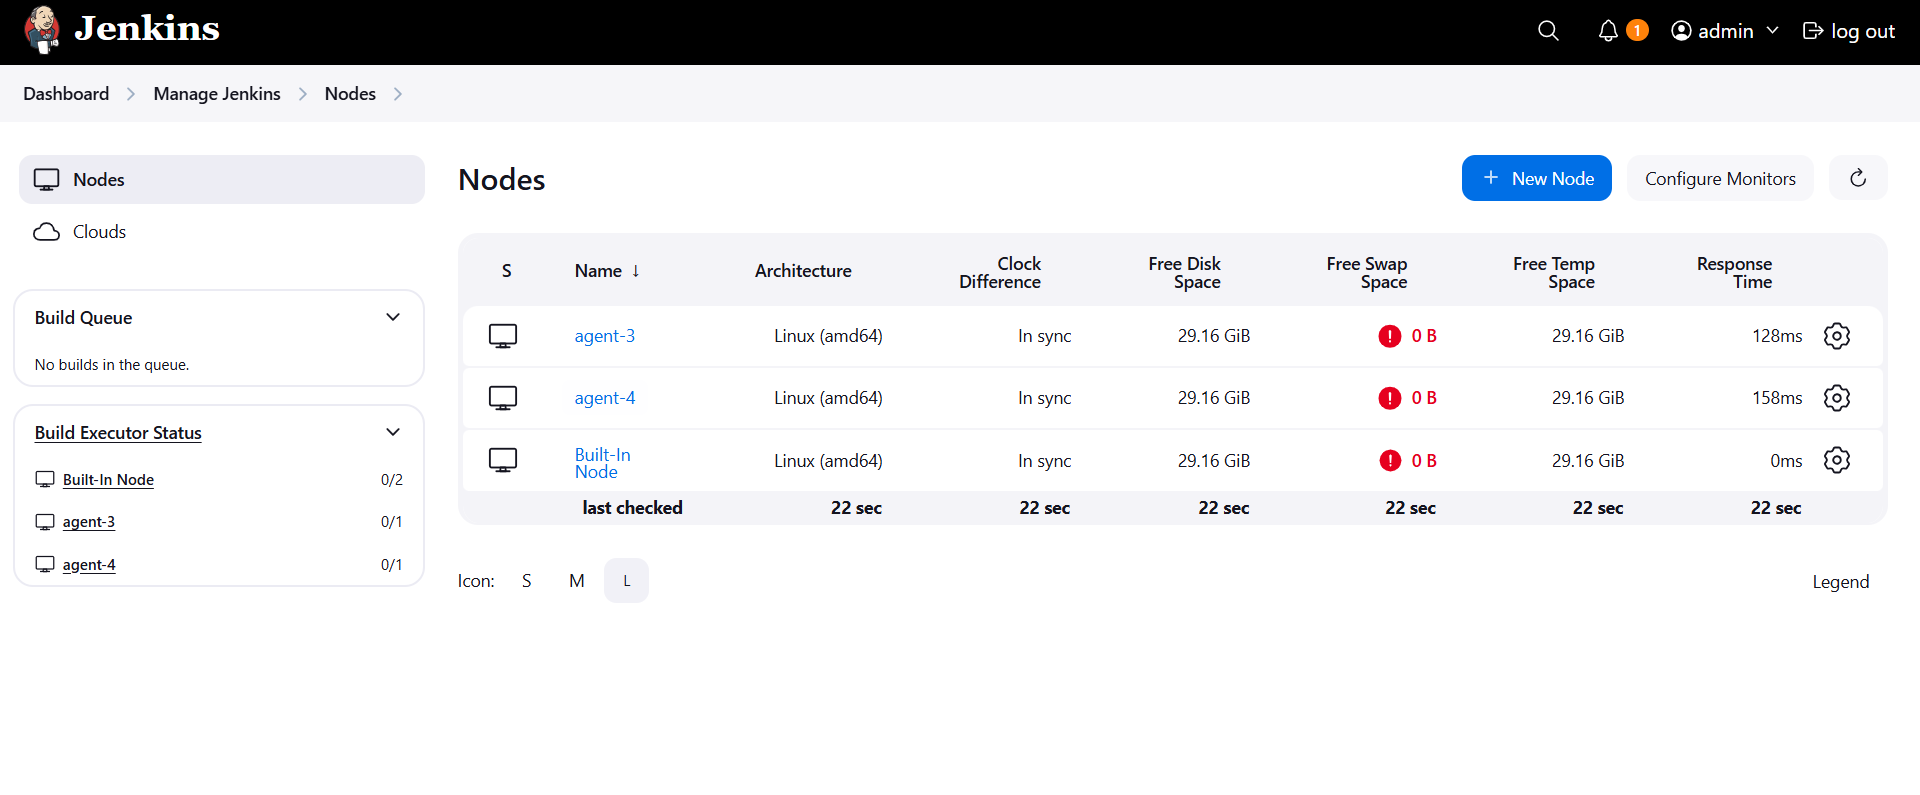 Jenkins
1
admin
log out
Dashboard
Manage Jenkins
Nodes
Nodes
Clouds
Build Queue
No builds in the queue.
Build Executor Status
Built-In Node 0/2
agent-3 0/1
agent-4 0/1
Nodes
+ New Node
Configure Monitors
S Name ↓ Architecture Clock Difference Free Disk Space Free Swap Space Free Temp Space Response Time
agent-3 Linux (amd64) In sync 29.16 GiB ! 0 B 29.16 GiB 128ms
agent-4 Linux (amd64) In sync 29.16 GiB ! 0 B 29.16 GiB 158ms
Built-In Node Linux (amd64) In sync 29.16 GiB ! 0 B 29.16 GiB 0ms
last checked 22 sec 22 sec 22 sec 22 sec 22 sec 22 sec
Icon: S M L
Legend